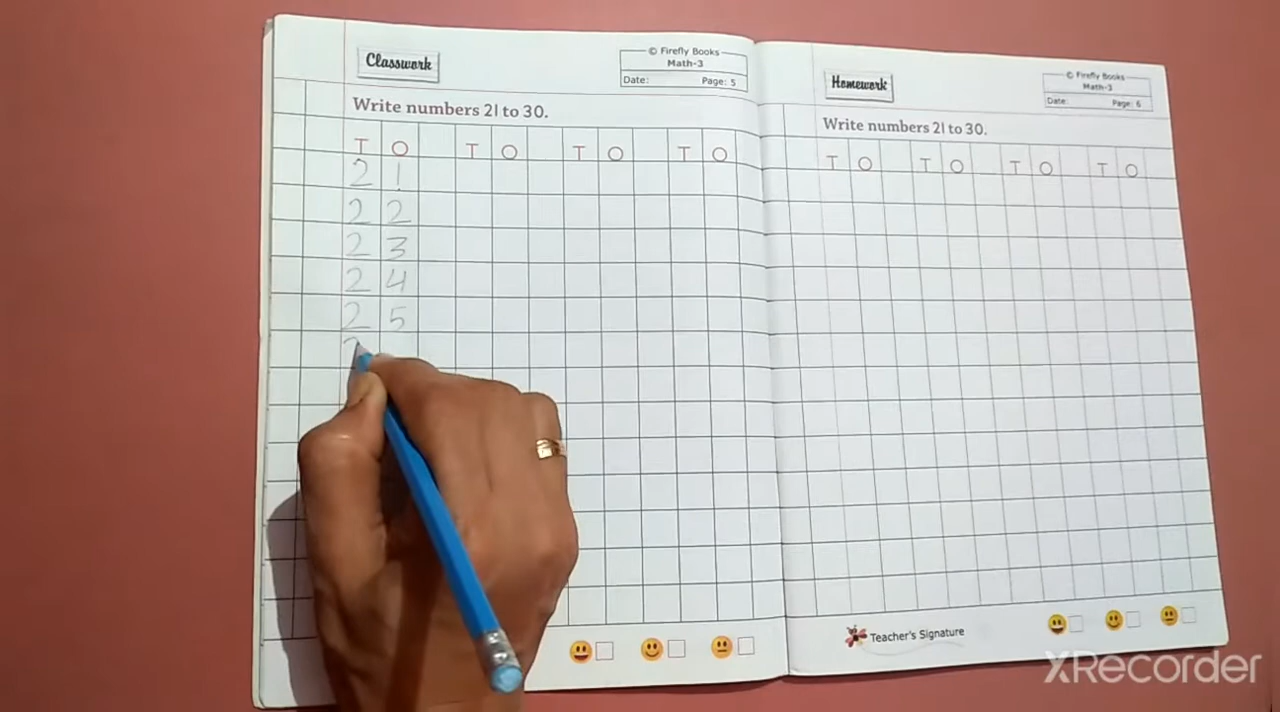 Classwork
© Firefly Books
Math-3
Date: Page: 5
Write numbers 21 to 30.
T O T O T O T O
2 1
2 2
2 3
2 4
2 5
2
Homework
© Firefly Books
Math-3
Date: Page: 6
Write numbers 21 to 30.
T O T O T O T O
Teacher's Signature
XRecorder